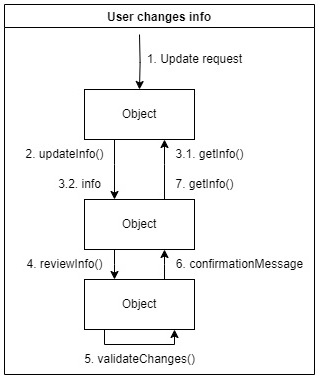 User changes info
1. Update request
Object
2. updateInfo()
3.1. getInfo()
3.2. info
7. getInfo()
Object
4. reviewInfo()
6. confirmationMessage
Object
5. validateChanges()